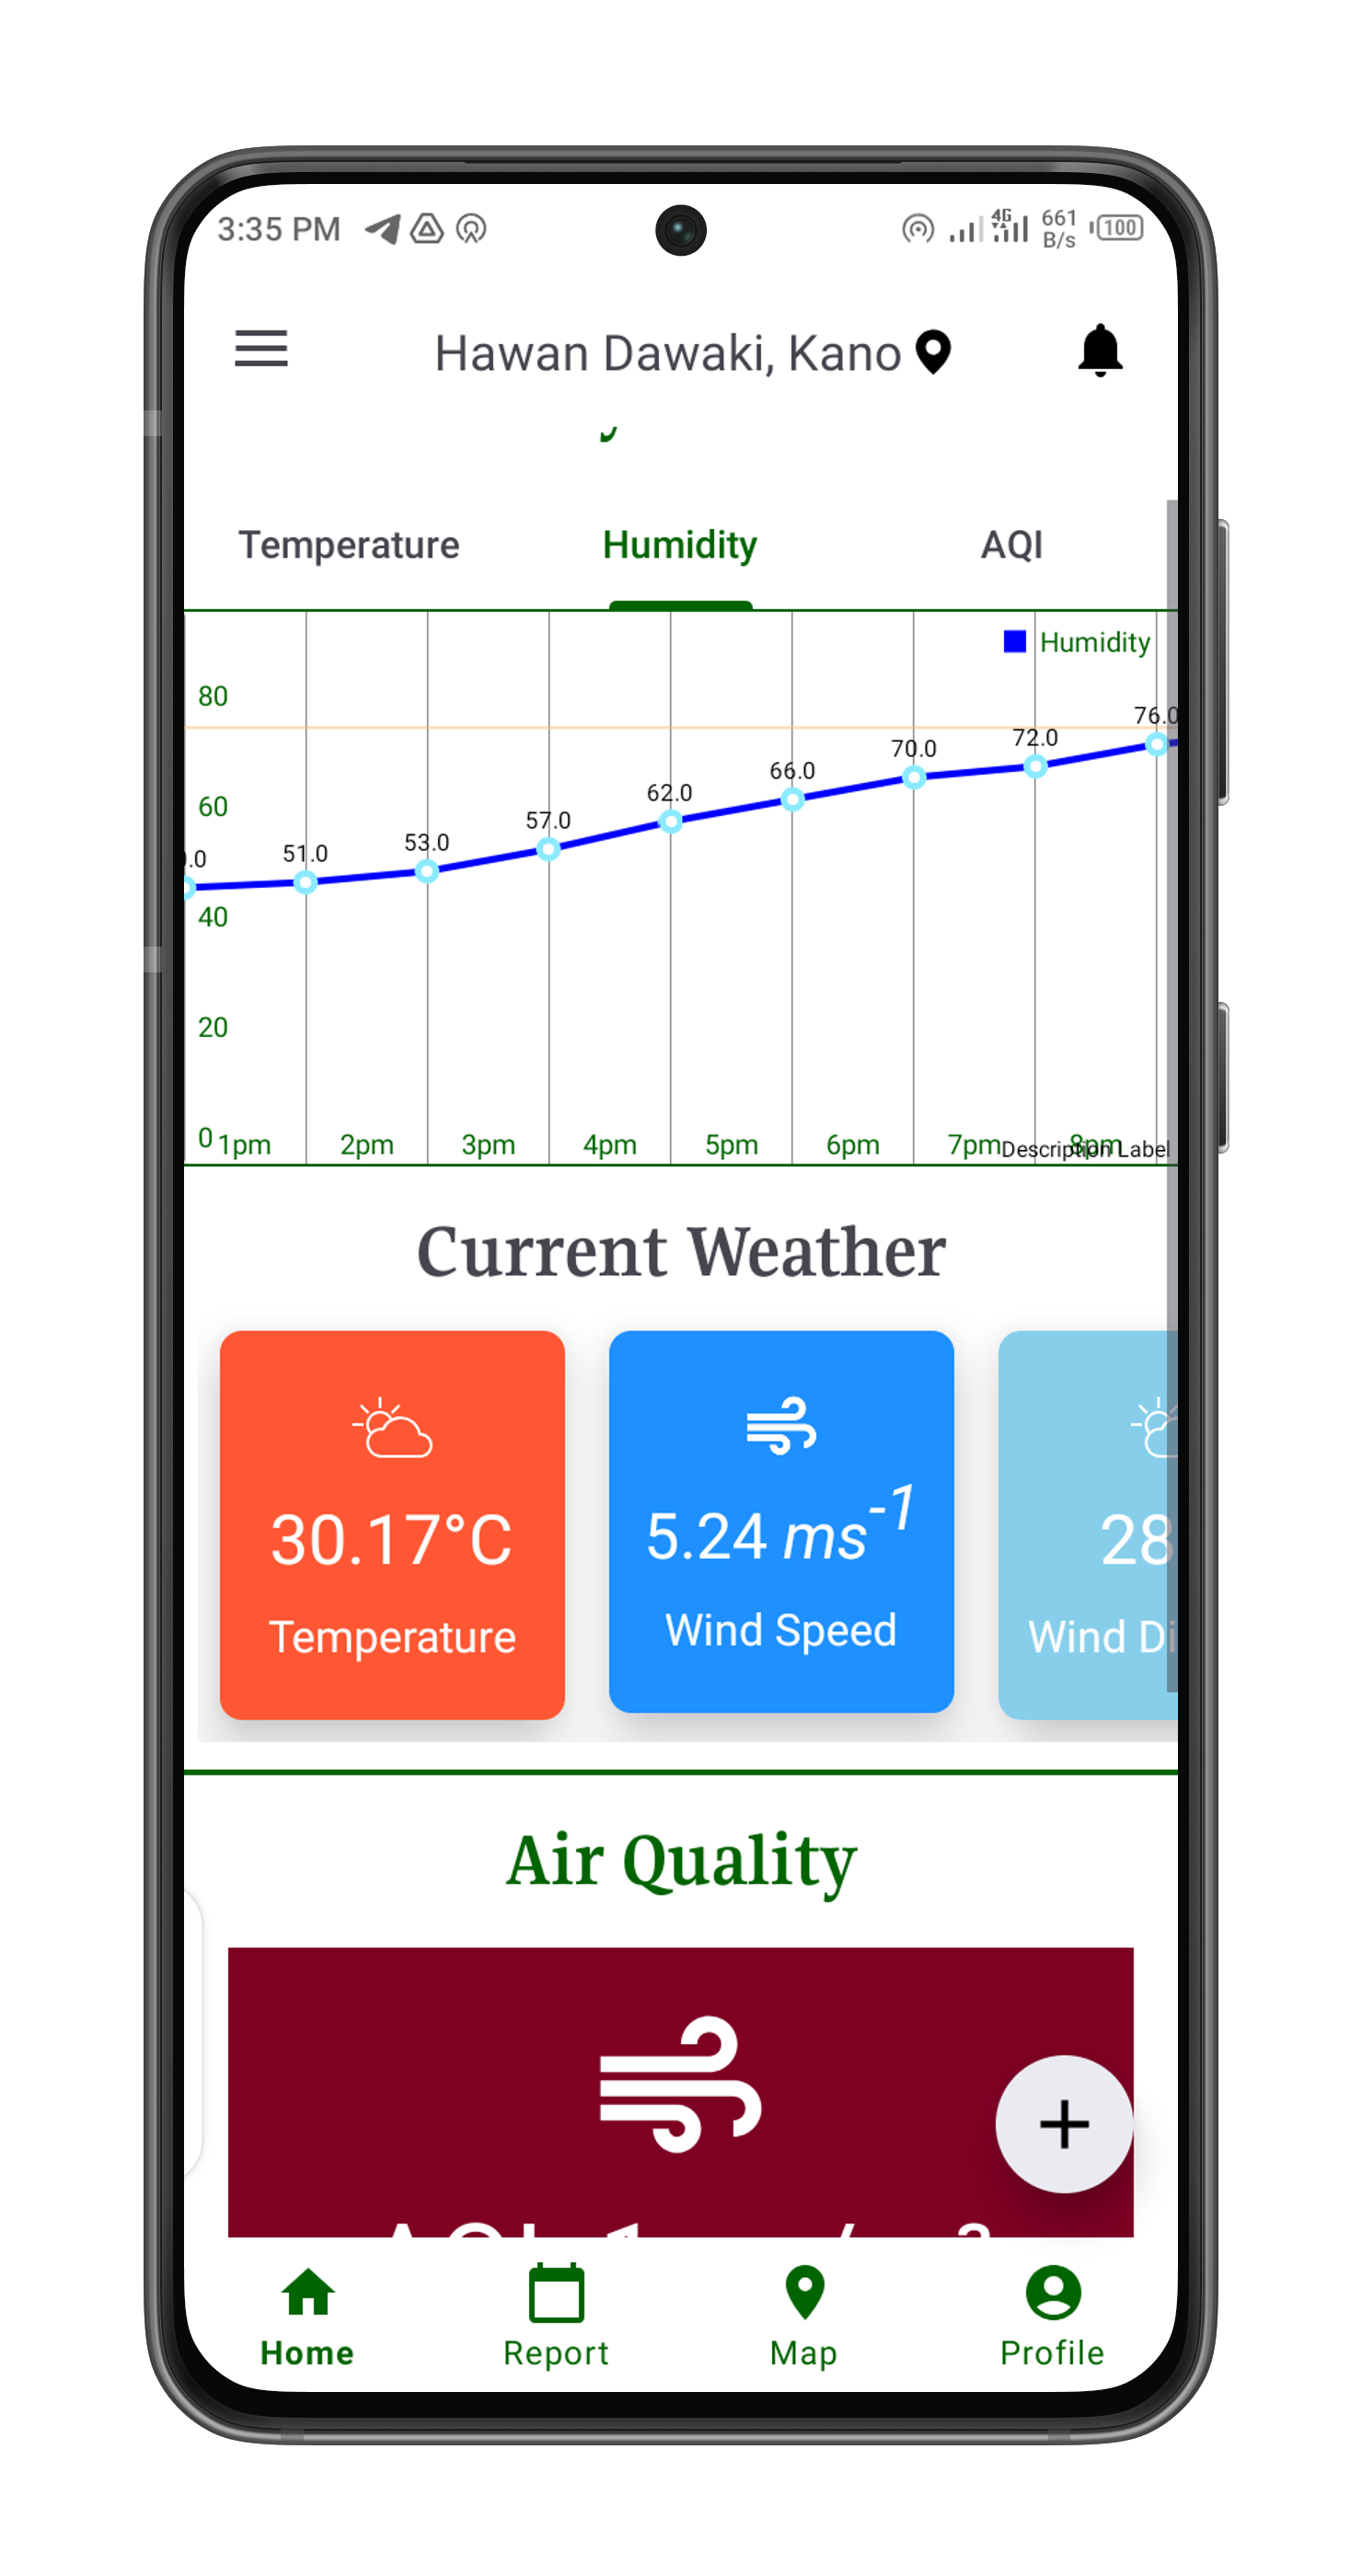 3:35 PM 4G 661 B/s 100
Hawan Dawaki, Kano
Temperature Humidity AQI
Humidity
80
60
40
20
0
.0 51.0 53.0 57.0 62.0 66.0 70.0 72.0 76.0
1pm 2pm 3pm 4pm 5pm 6pm 7pm 8pm
Description Label
Current Weather
30.17°C
Temperature
5.24 ms-1
Wind Speed
28
Wind Di
Air Quality
Home Report Map Profile